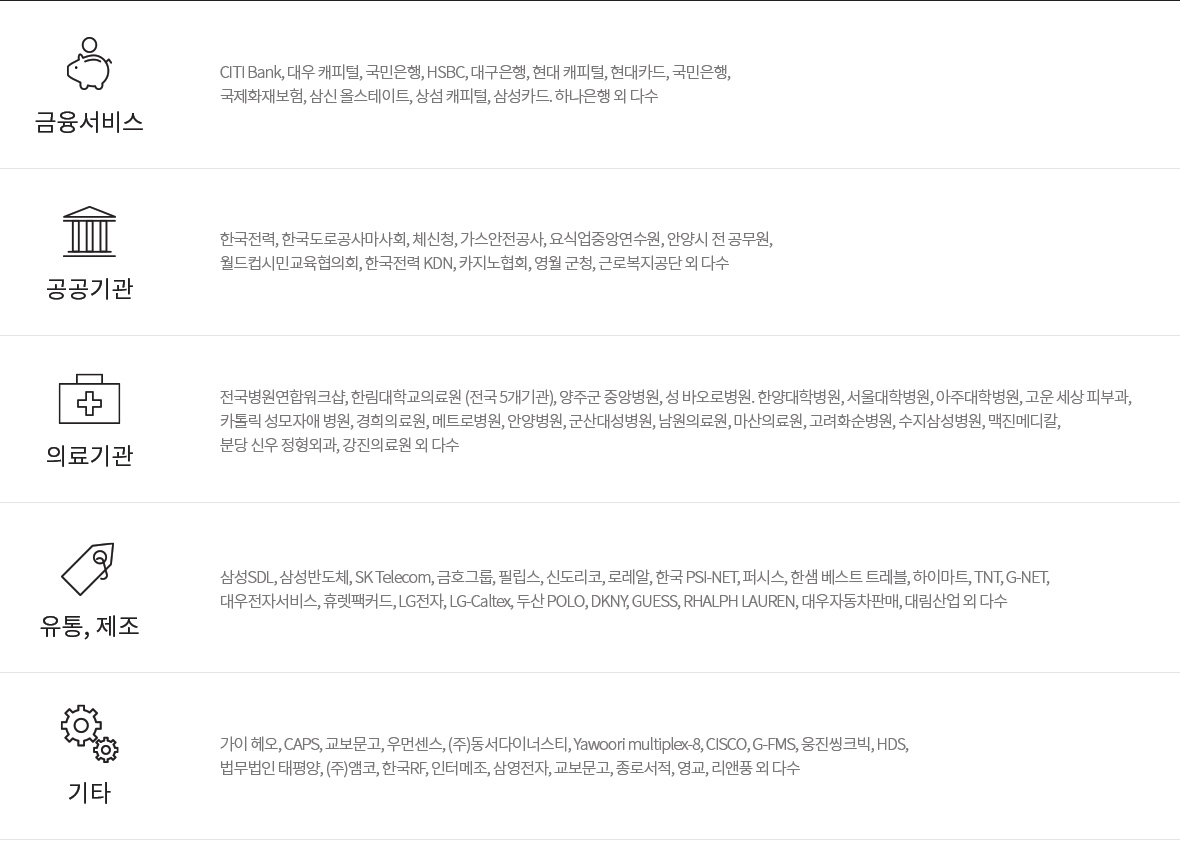 CITI Bank, 대우 캐피털, 국민은행, HSBC, 대구은행, 현대 캐피털, 현대카드, 국민은행,
국제화재보험, 삼신 올스테이트, 상섬 캐피털, 삼성카드. 하나은행 외 다수
금융서비스
한국전력, 한국도로공사마사회, 체신청, 가스안전공사, 요식업중앙연수원, 안양시 전 공무원,
월드컵시민교육협의회, 한국전력 KDN, 카지노협회, 영월 군청, 근로복지공단 외 다수
공공기관
전국병원연합워크샵, 한림대학교의료원 (전국 5개기관), 양주군 중앙병원, 성 바오로병원. 한양대학병원, 서울대학병원, 아주대학병원, 고운 세상 피부과,
카톨릭 성모자애 병원, 경희의료원, 메트로병원, 안양병원, 군산대성병원, 남원의료원, 마산의료원, 고려화순병원, 수지삼성병원, 맥진메디칼,
분당 신우 정형외과, 강진의료원 외 다수
의료기관
삼성SDL, 삼성반도체, SK Telecom, 금호그룹, 필립스, 신도리코, 로레알, 한국 PSI-NET, 퍼시스, 한샘 베스트 트레블, 하이마트, TNT, G-NET,
대우전자서비스, 휴렛팩커드, LG전자, LG-Caltex, 두산 POLO, DKNY, GUESS, RHALPH LAUREN, 대우자동차판매, 대림산업 외 다수
유통, 제조
가이 헤오, CAPS, 교보문고, 우먼센스, (주)동서다이너스티, Yawoori multiplex-8, CISCO, G-FMS, 웅진씽크빅, HDS,
법무법인 태평양, (주)앰코, 한국RF, 인터메조, 삼영전자, 교보문고, 종로서적, 영교, 리앤풍 외 다수
기타